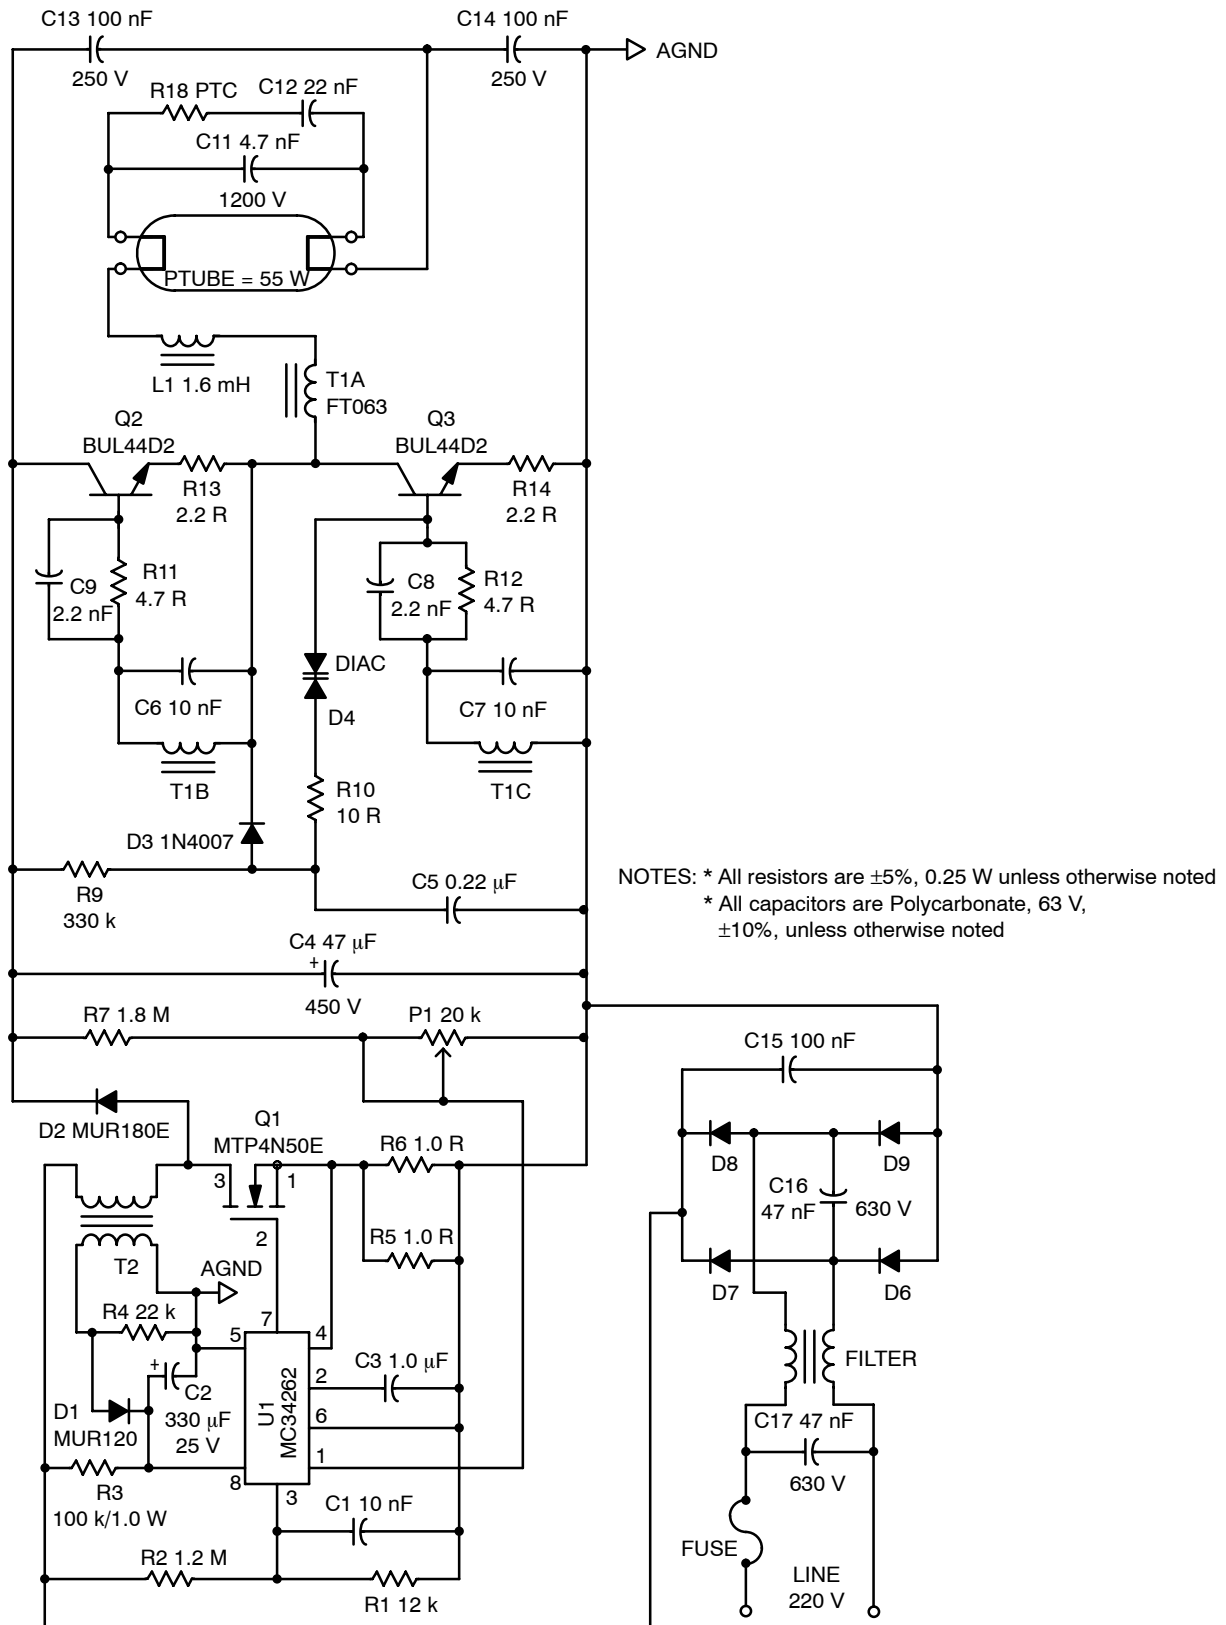 C13 100 nF
250 V
C14 100 nF
250 V
AGND
R18 PTC
C12 22 nF
C11 4.7 nF
1200 V
PTUBE = 55 W
L1 1.6 mH
T1A
FT063
Q2
BUL44D2
Q3
BUL44D2
R13
2.2 R
R14
2.2 R
C9
2.2 nF
R11
4.7 R
C8
2.2 nF
R12
4.7 R
DIAC
D4
C6 10 nF
C7 10 nF
T1B
T1C
R10
10 R
D3 1N4007
R9
330 k
C5 0.22 μF
NOTES: * All resistors are ±5%, 0.25 W unless otherwise noted
* All capacitors are Polycarbonate, 63 V,
±10%, unless otherwise noted
C4 47 μF
+
450 V
R7 1.8 M
P1 20 k
C15 100 nF
D2 MUR180E
Q1
MTP4N50E
3
1
2
R6 1.0 R
R5 1.0 R
D8
D9
C16
47 nF
630 V
D7
D6
T2
AGND
R4 22 k
+
C2
330 μF
25 V
D1
MUR120
R3
100 k/1.0 W
7
5
4
2
6
1
8
3
U1
MC34262
C3 1.0 μF
C1 10 nF
R2 1.2 M
R1 12 k
FILTER
C17 47 nF
630 V
FUSE
LINE
220 V